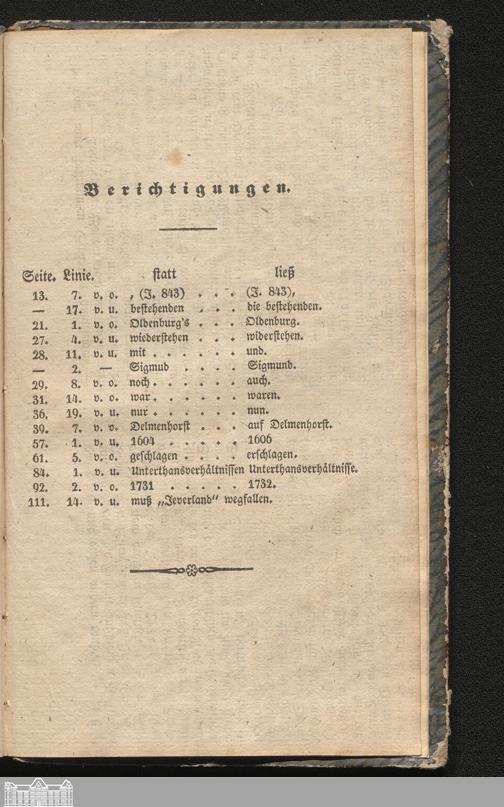 Berichtigungen.
Seite. Linie. statt ließ
13. 7. v. o. , (J. 843) . . . (J. 843),
— 17. v. u. bestehenden . . . die bestehenden.
21. 1. v. o. Oldenburg's . . . Oldenburg.
27. 4. v. u. wiederstehen . . . widerstehen.
28. 11. v. u. mit . . . . . . und.
— 2. — Sigmud . . . . Sigmund.
29. 8. v. o. noch . . . . . . auch.
31. 14. v. o. war . . . . . . waren.
36. 19. v. u. nur . . . . . . nun.
39. 7. v. o. Delmenhorst . . . auf Delmenhorst.
57. 1. v. u. 1604 . . . . . 1606
61. 5. v. o. geschlagen . . . . erschlagen.
84. 1. v. u. Unterthansverhältnissen Unterthansverhältnisse.
92. 2. v. o. 1731 . . . . . 1732.
111. 14. v. u. muß „Jeverland" wegfallen.